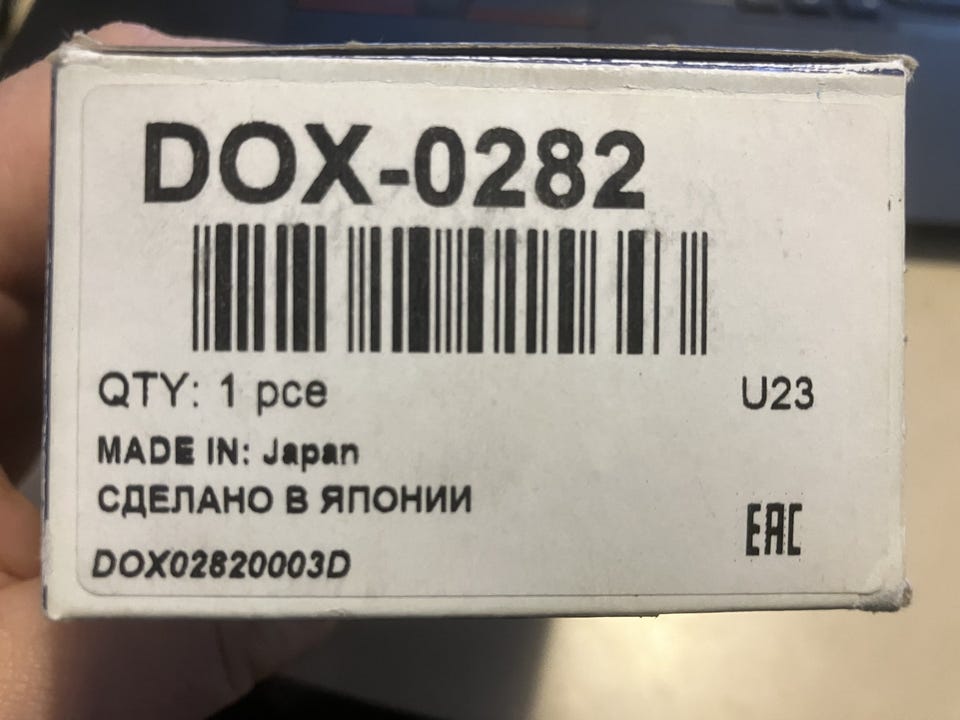 DOX-0282
QTY: 1 pce
U23
MADE IN: Japan
СДЕЛАНО В ЯПОНИИ
EAC
DOX02820003D